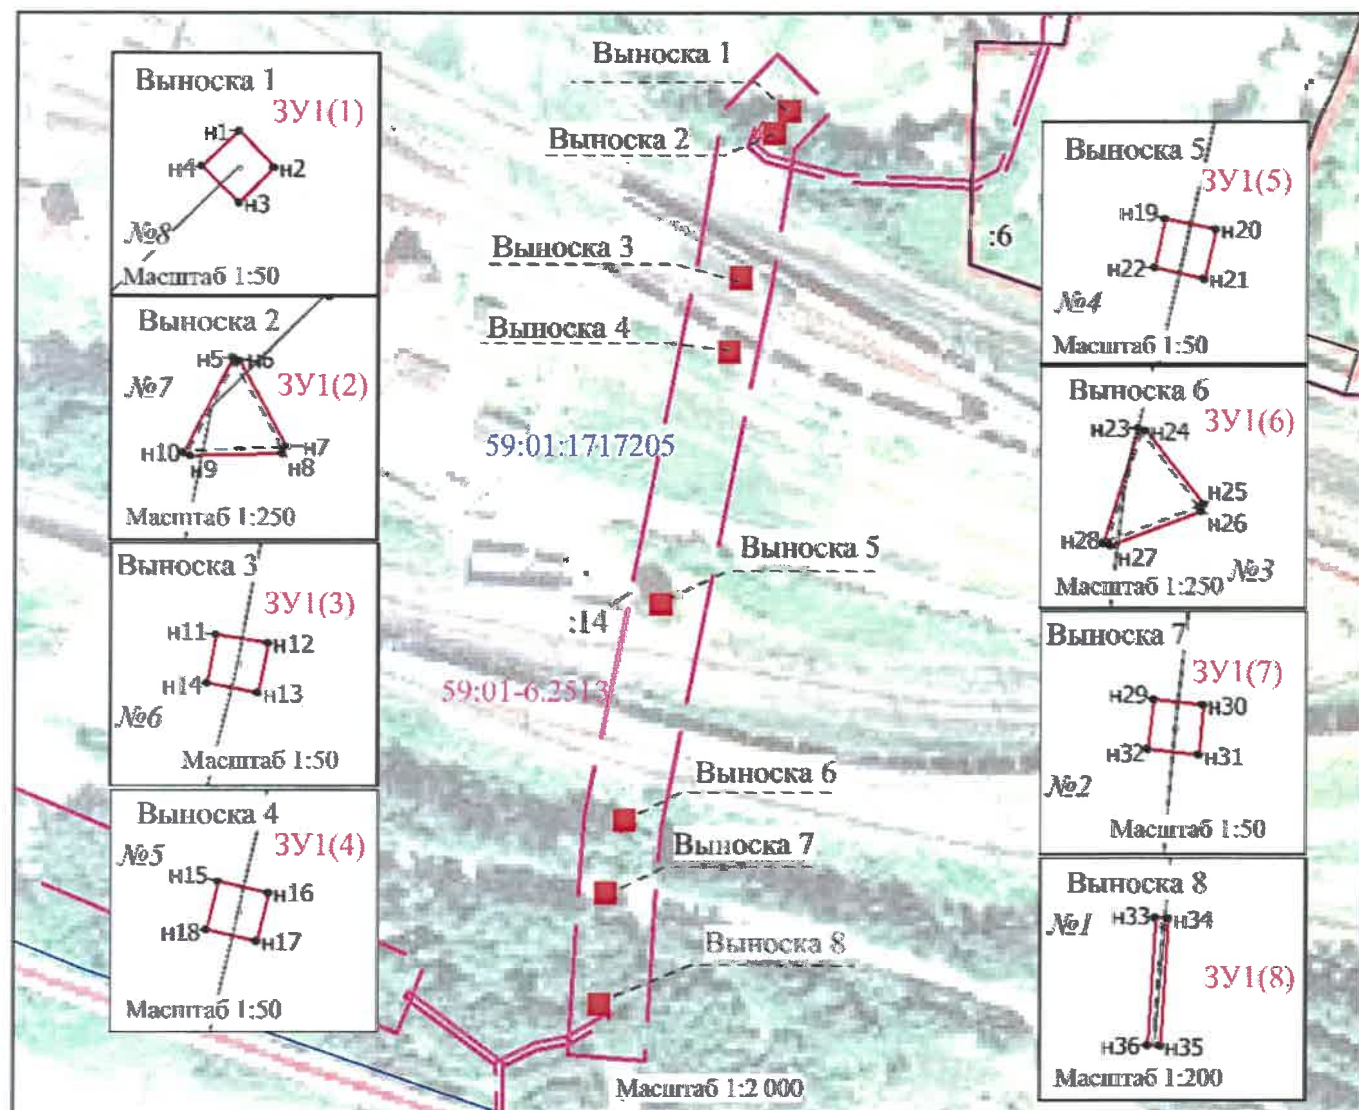 Выноска 1
ЗУ1(1)
н1
н4
н2
н3
№8
Масштаб 1:50
Выноска 2
н5
н6
№7
ЗУ1(2)
н10
н7
н9
н8
Масштаб 1:250
Выноска 3
ЗУ1(3)
н11
н12
н14
н13
№6
Масштаб 1:50
Выноска 4
№5
ЗУ1(4)
н15
н16
н18
н17
Масштаб 1:50
Выноска 1
Выноска 2
Выноска 3
Выноска 4
59:01:1717205
Выноска 5
:14
59:01-6.2513
Выноска 6
Выноска 7
Выноска 8
Масштаб 1:2 000
:6
Выноска 5
ЗУ1(5)
н19
н20
н22
н21
№4
Масштаб 1:50
Выноска 6
н23
н24
ЗУ1(6)
н25
н26
н28
н27
№3
Масштаб 1:250
Выноска 7
ЗУ1(7)
н29
н30
н32
н31
№2
Масштаб 1:50
Выноска 8
№1
н33
н34
ЗУ1(8)
н36
н35
Масштаб 1:200